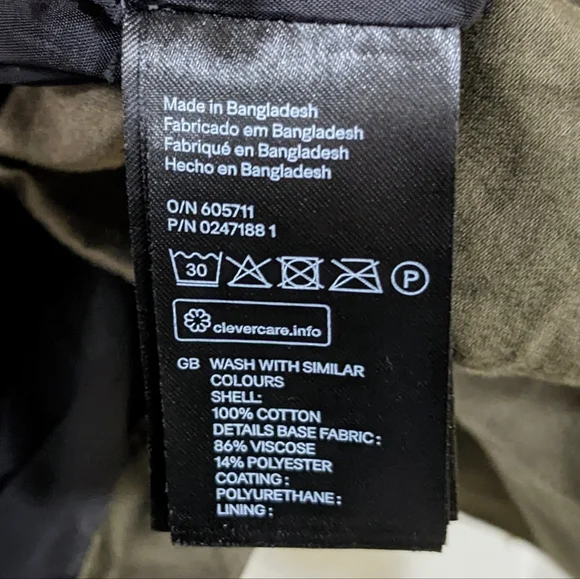 Made in Bangladesh
Fabricado em Bangladesh
Fabriqué en Bangladesh
Hecho en Bangladesh
O/N 605711
P/N 0247188 1
30 P
clevercare.info
GB WASH WITH SIMILAR
COLOURS
SHELL:
100% COTTON
DETAILS BASE FABRIC:
86% VISCOSE
14% POLYESTER
COATING:
POLYURETHANE:
LINING: